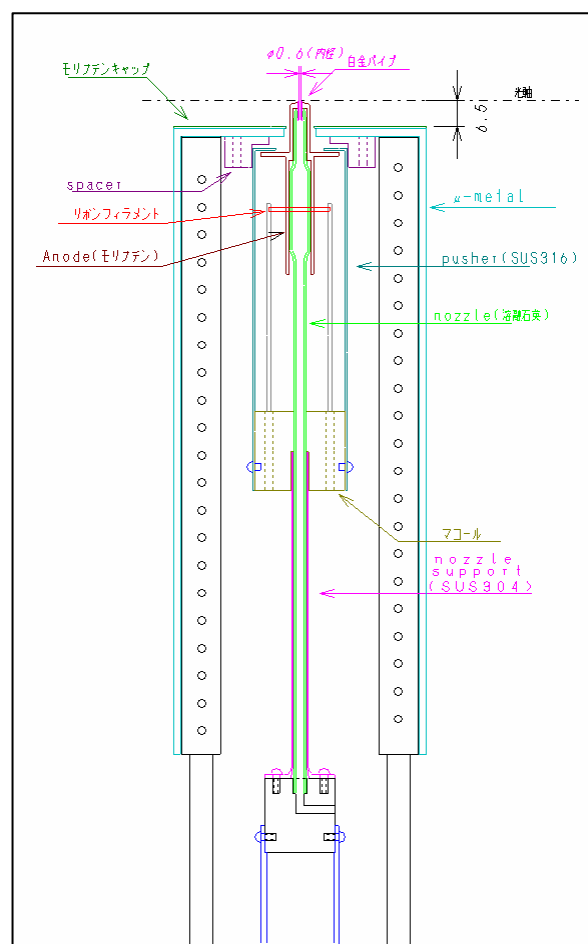 φ0.6(内径)
白金パイプ
モリブデンキャップ
光軸
6.5
spacer
μ-metal
リボンフィラメント
Anode(モリブデン)
pusher(SUS316)
nozzle(溶融石英)
マコール
nozzle
support
(SUS304)